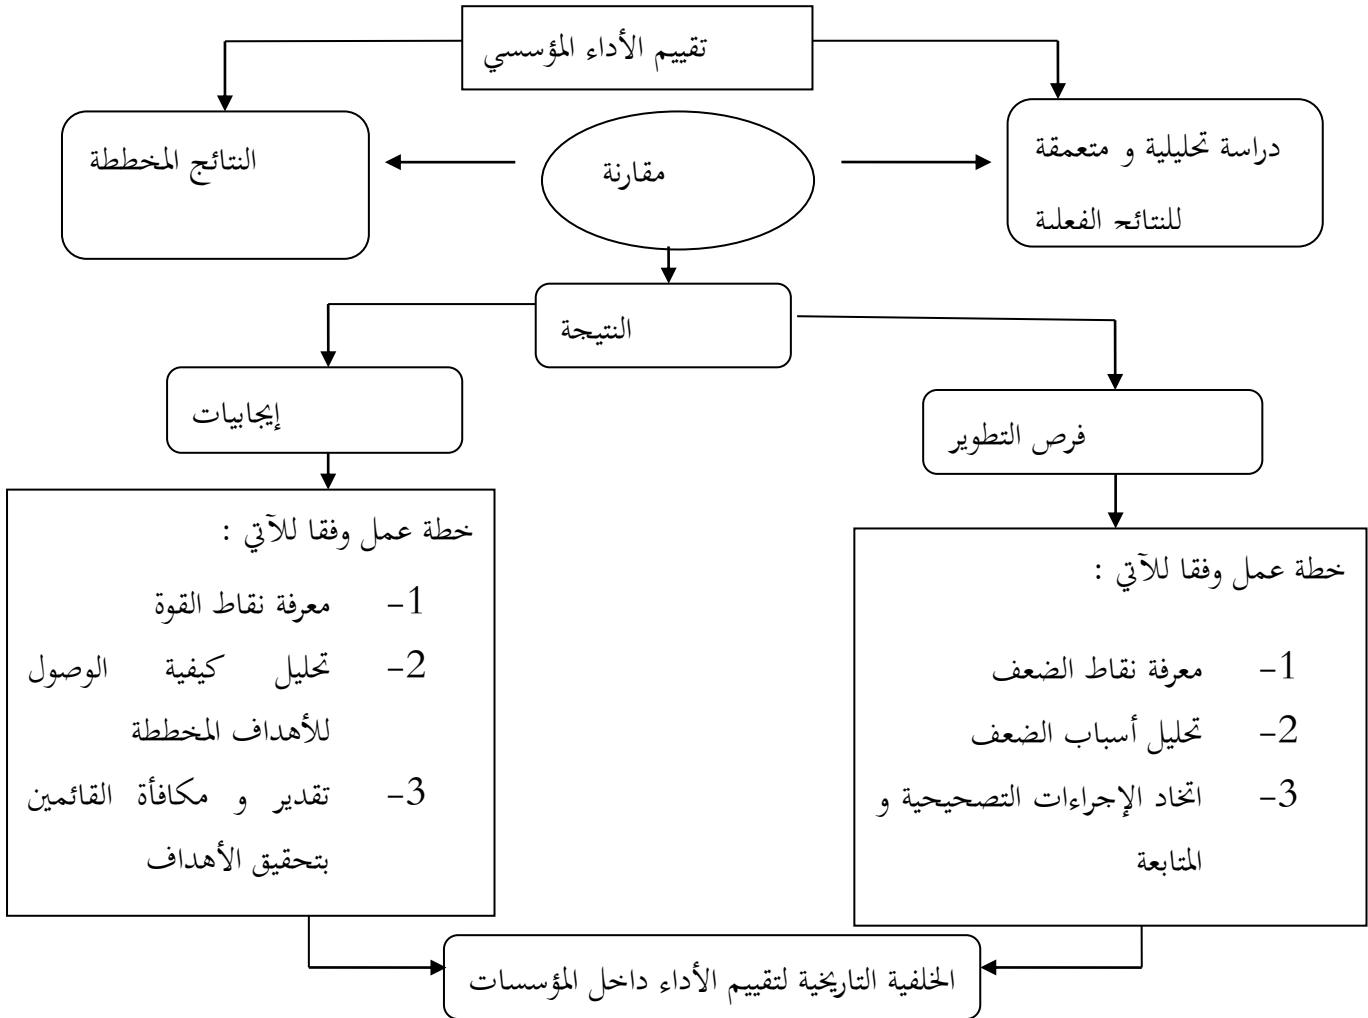 تقييم الأداء المؤسسي
دراسة تحليلية و متعمقة
للنتائج الفعلية
مقارنة
النتائج المخططة
النتيجة
فرص التطوير
إيجابيات
خطة عمل وفقا للآتي :
1- معرفة نقاط الضعف
2- تحليل أسباب الضعف
3- اتخاد الإجراءات التصحيحية و
المتابعة
خطة عمل وفقا للآتي :
1- معرفة نقاط القوة
2- تحليل كيفية الوصول
للأهداف المخططة
3- تقدير و مكافأة القائمين
بتحقيق الأهداف
الخلفية التاريخية لتقييم الأداء داخل المؤسسات